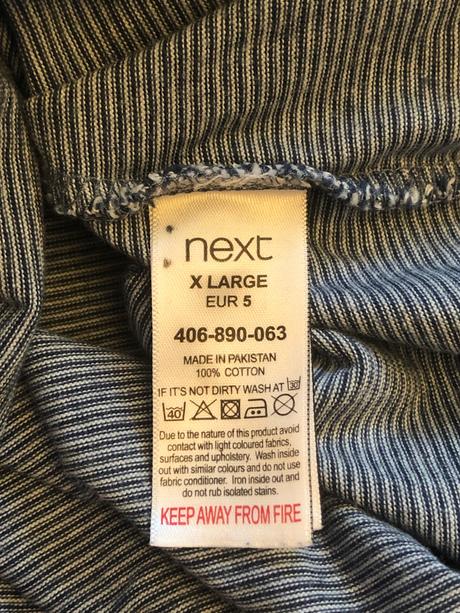 next
X LARGE
EUR 5
406-890-063
MADE IN PAKISTAN
100% COTTON
IF IT'S NOT DIRTY WASH AT 30
40
Due to the nature of this product avoid
contact with light coloured fabrics,
surfaces and upholstery. Wash inside
out with similar colours and do not use
fabric conditioner. Iron inside out and
do not rub isolated stains.
KEEP AWAY FROM FIRE